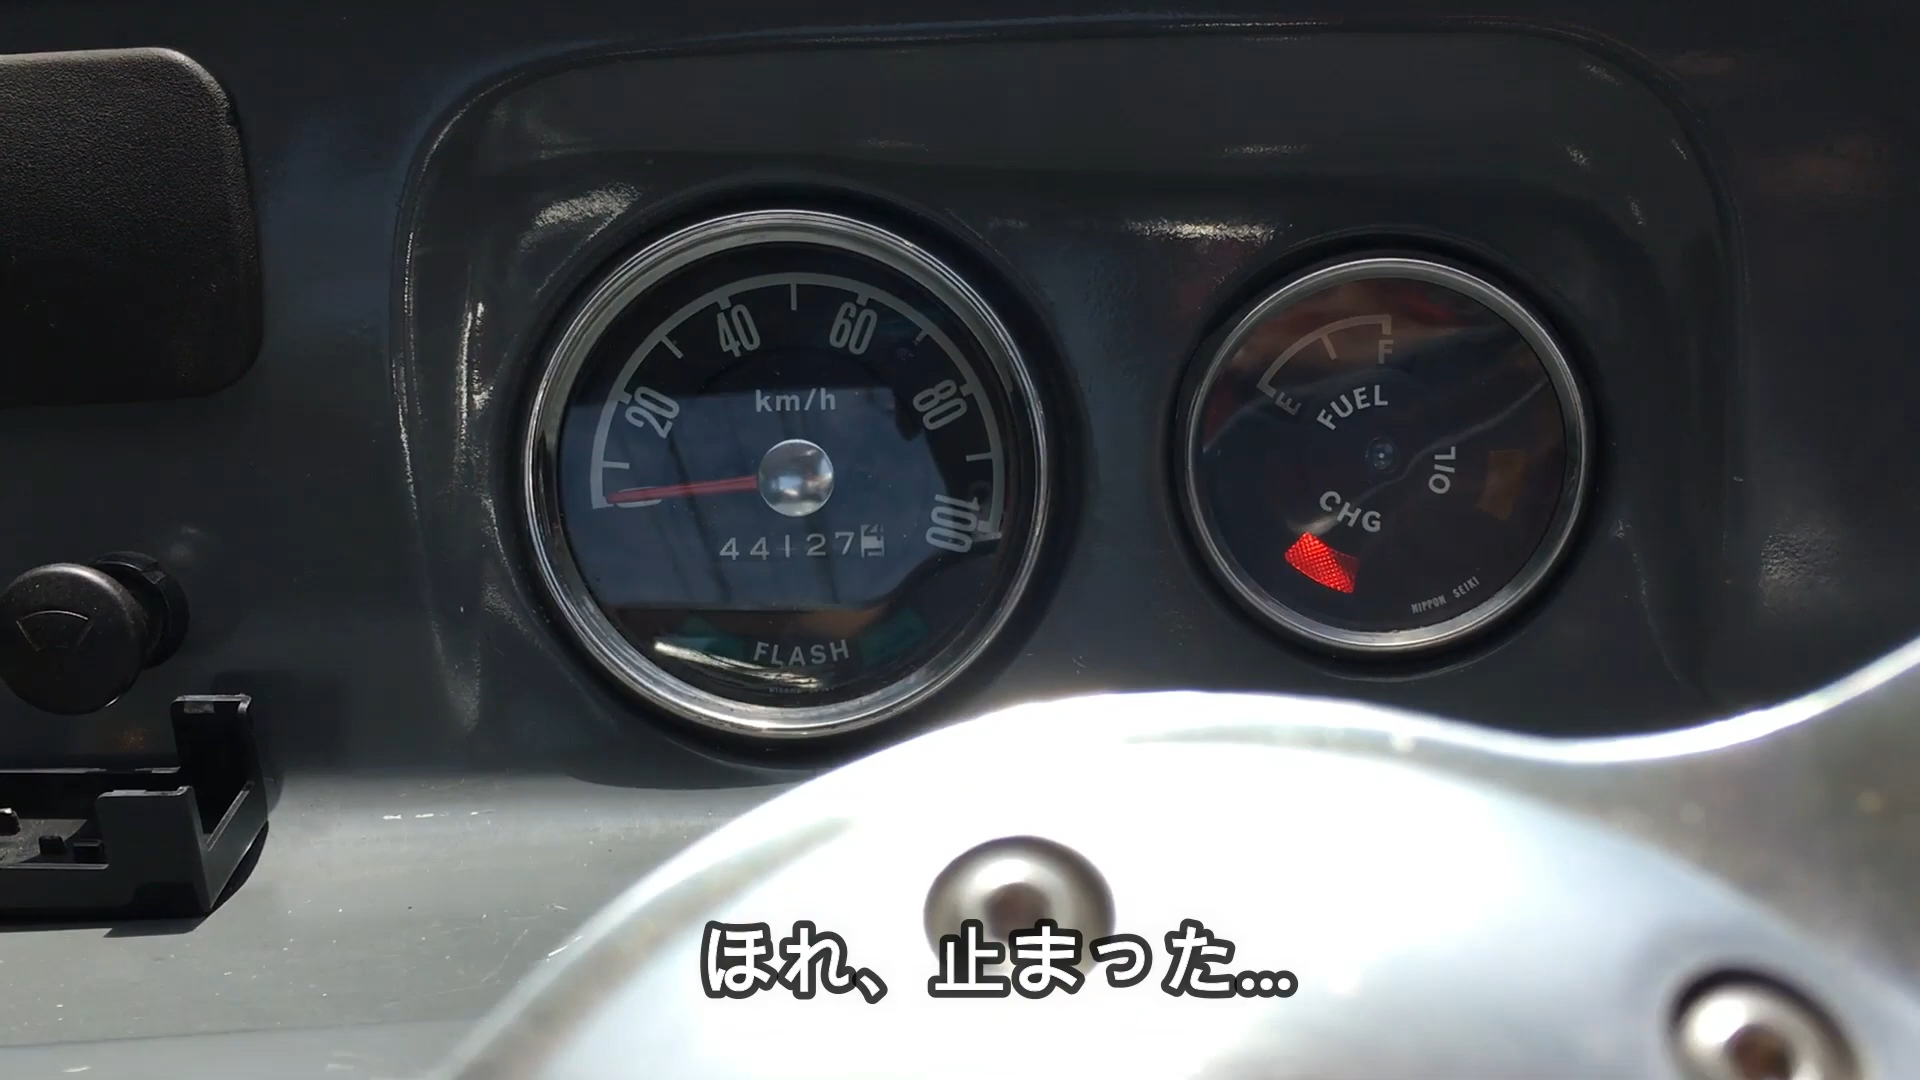 20
40
60
80
100
km/h
44127
FLASH
F
E
FUEL
OIL
CHG
NIPPON SEIKI
ほれ、止まった...